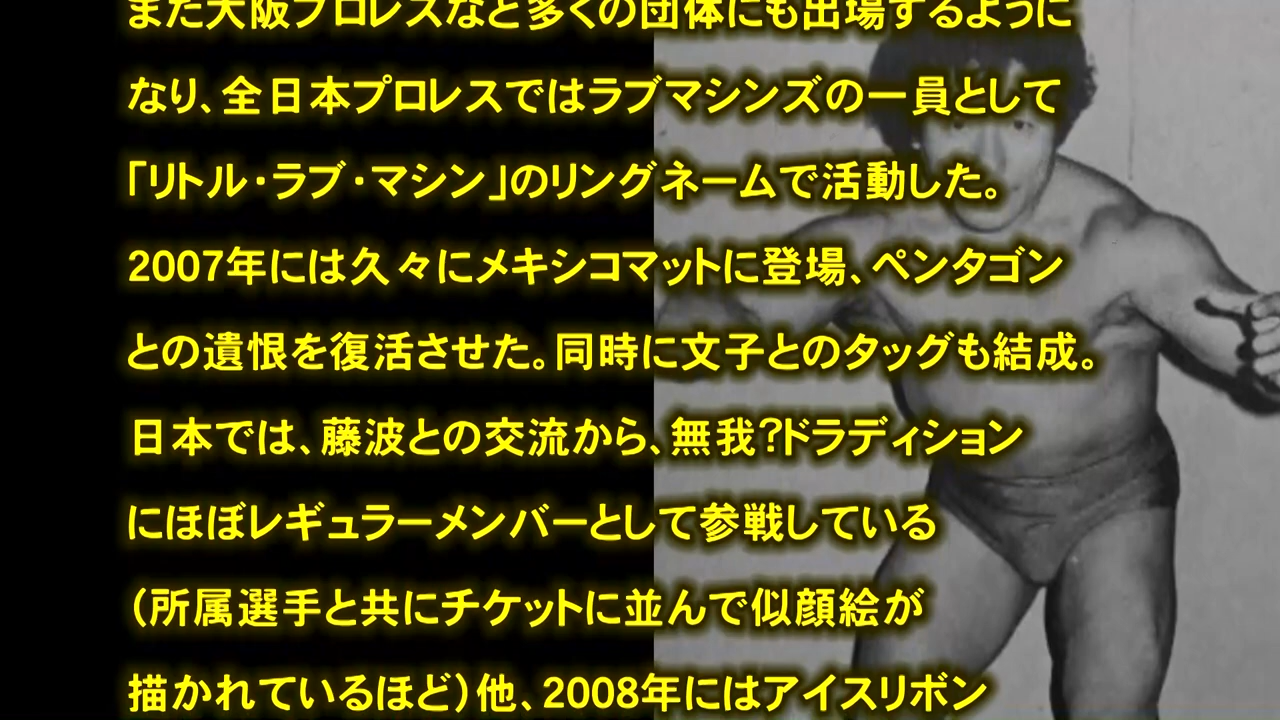 また大阪プロレスなど多くの団体にも出場するように
なり、全日本プロレスではラブマシンズの一員として
「リトル・ラブ・マシン」のリングネームで活動した。
2007年には久々にメキシコマットに登場、ペンタゴン
との遺恨を復活させた。同時に文子とのタッグも結成。
日本では、藤波との交流から、無我?ドラディション
にほぼレギュラーメンバーとして参戦している
(所属選手と共にチケットに並んで似顔絵が
描かれているほど)他、2008年にはアイスリボン